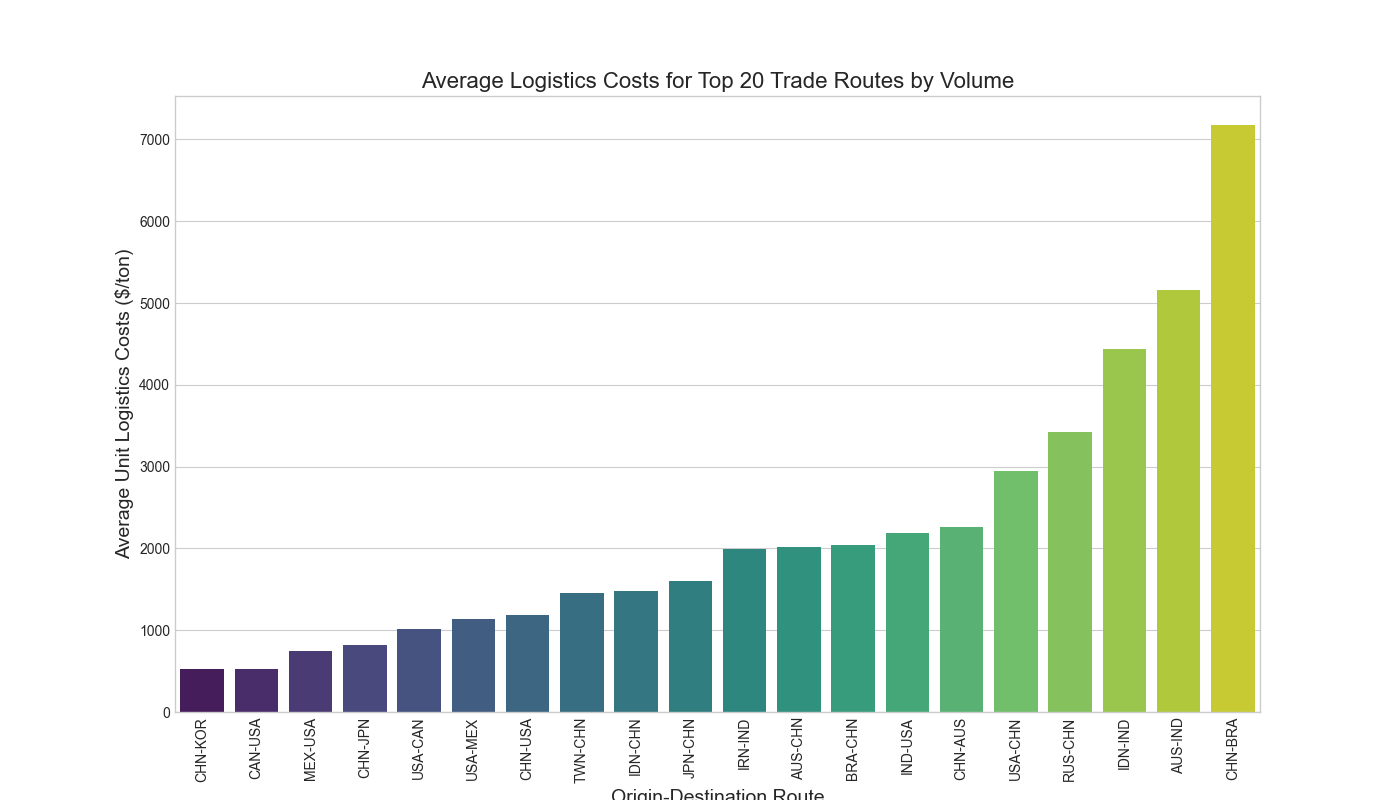 Average Logistics Costs for Top 20 Trade Routes by Volume
Average Unit Logistics Costs ($/ton)
7000
6000
5000
4000
3000
2000
1000
0
CHN-KOR
CAN-USA
MEX-USA
CHN-JPN
USA-CAN
USA-MEX
CHN-USA
TWN-CHN
IDN-CHN
JPN-CHN
IRN-IND
AUS-CHN
BRA-CHN
IND-USA
CHN-AUS
USA-CHN
RUS-CHN
IDN-IND
AUS-IND
CHN-BRA
Origin-Destination Route